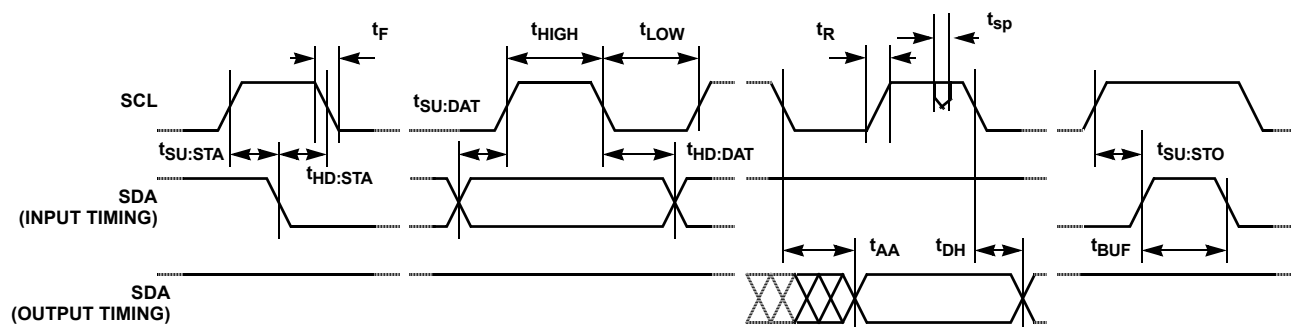 tF
tHIGH
tLOW
tR
tsp
SCL
tSU:DAT
tSU:STA
tHD:STA
tHD:DAT
tSU:STO
SDA
(INPUT TIMING)
tAA
tDH
tBUF
SDA
(OUTPUT TIMING)